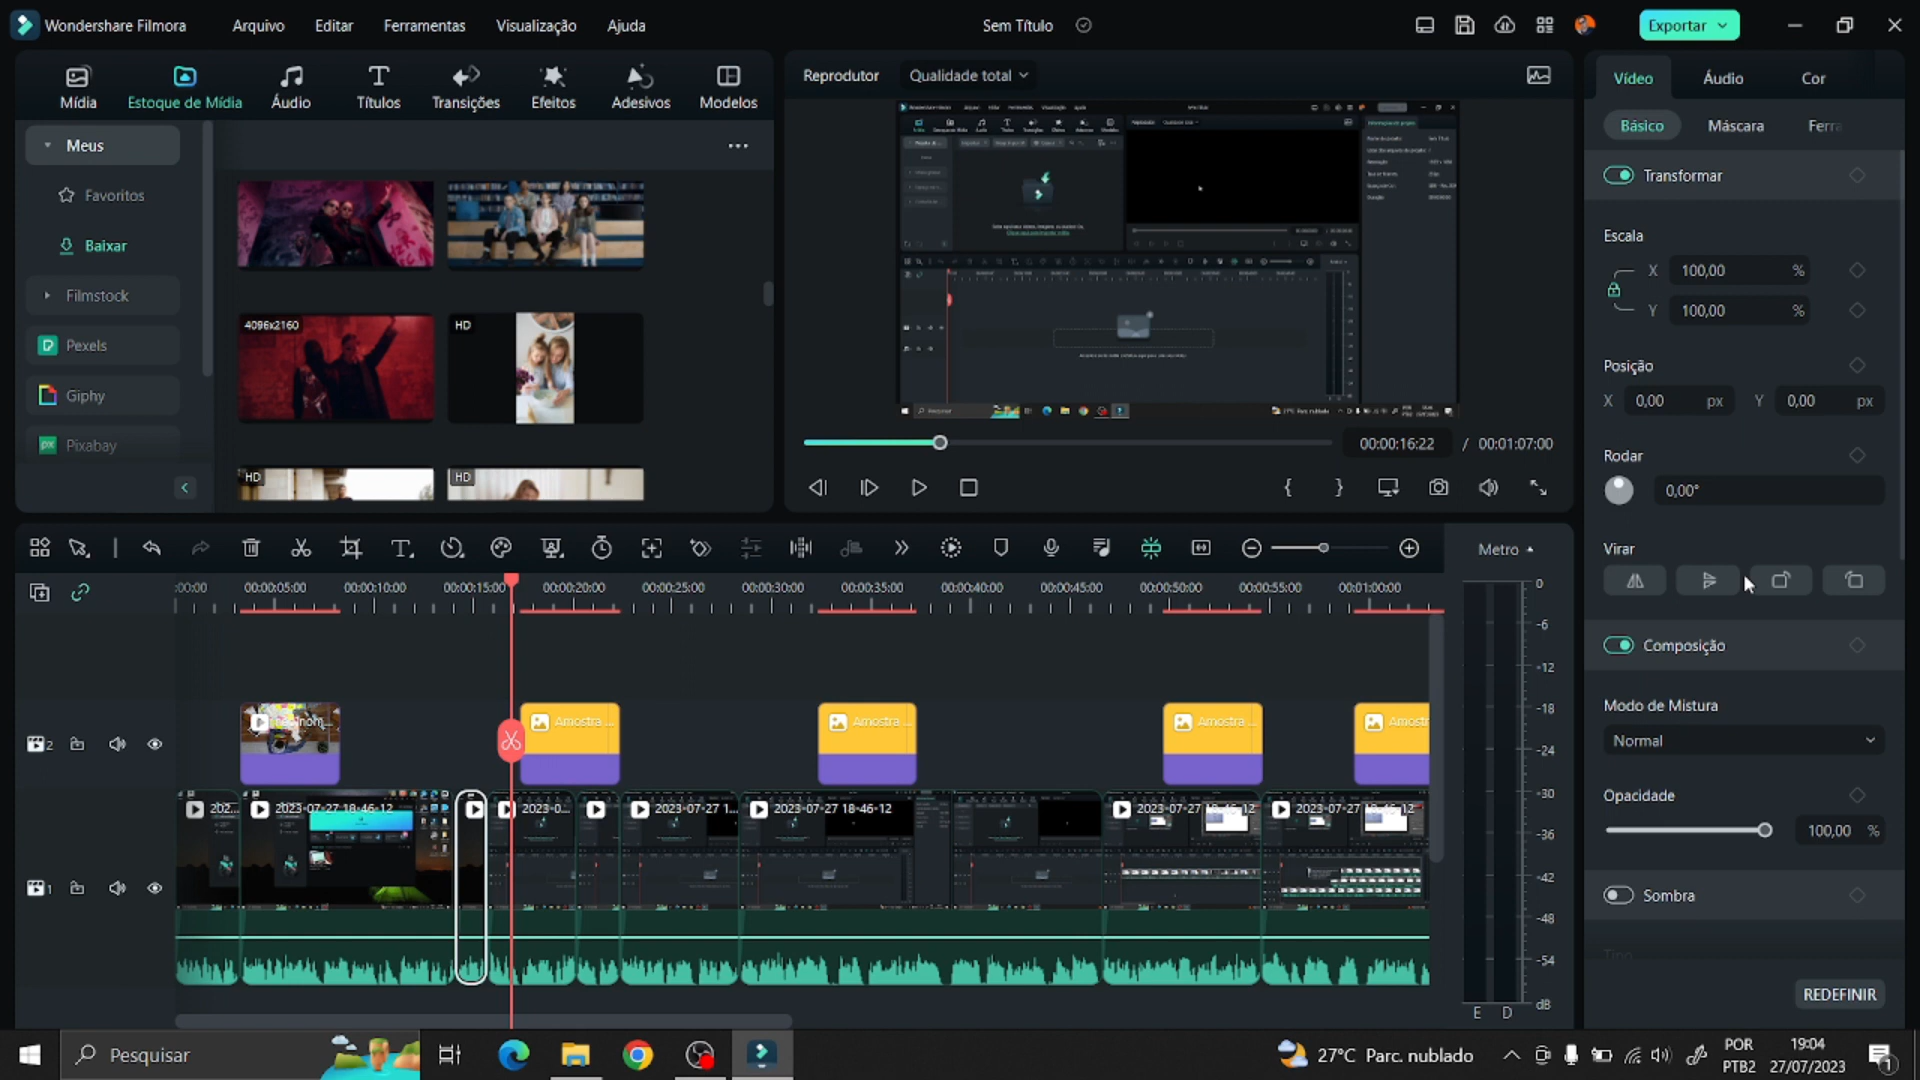 Wondershare Filmora
Arquivo
Editar
Ferramentas
Visualização
Ajuda
Sem Título
Exportar
Mídia
Estoque de Mídia
Áudio
Títulos
Transições
Efeitos
Adesivos
Modelos
Reprodutor
Qualidade total
Vídeo
Áudio
Cor
Meus
Favoritos
Baixar
Filmstock
Pexels
Giphy
Pixabay
4096x2160
HD
HD
HD
00:00:16:22 / 00:01:07:00
Básico
Máscara
Ferra
Transformar
Escala
X 100,00 %
Y 100,00 %
Posição
X 0,00 px Y 0,00 px
Rodar
0,00°
Virar
Composição
Modo de Mistura
Normal
Opacidade
100,00 %
Sombra
Tipo
REDEFINIR
Metro
:00:00 00:00:05:00 00:00:10:00 00:00:15:00 00:00:20:00 00:00:25:00 00:00:30:00 00:00:35:00 00:00:40:00 00:00:45:00 00:00:50:00 00:00:55:00 00:01:00:00
2
Amostra ...
Amostra ...
Amostra ...
Amostr
1
202...
2023-07-27 18-46-12
2023-0...
2023-07-27 1...
2023-07-27 18-46-12
2023-07-27 18-46-12
2023-07-27 18-46-12
0
-6
-12
-18
-24
-30
-36
-42
-48
-54
dB
E D
Pesquisar
27°C Parc. nublado
POR
PTB2
19:04
27/07/2023
1